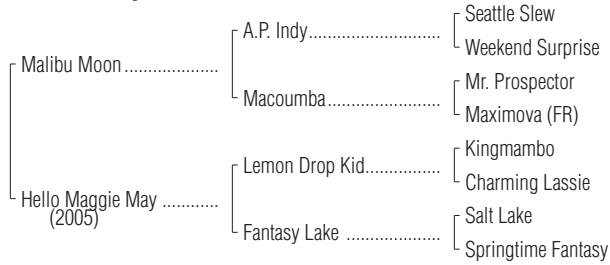 Seattle Slew
A.P. Indy..............................
Weekend Surprise
Malibu Moon ....................
Mr. Prospector
Macoumba...........................
Maximova (FR)
Kingmambo
Lemon Drop Kid...................
Charming Lassie
Hello Maggie May ............
(2005)
Salt Lake
Fantasy Lake .......................
Springtime Fantasy